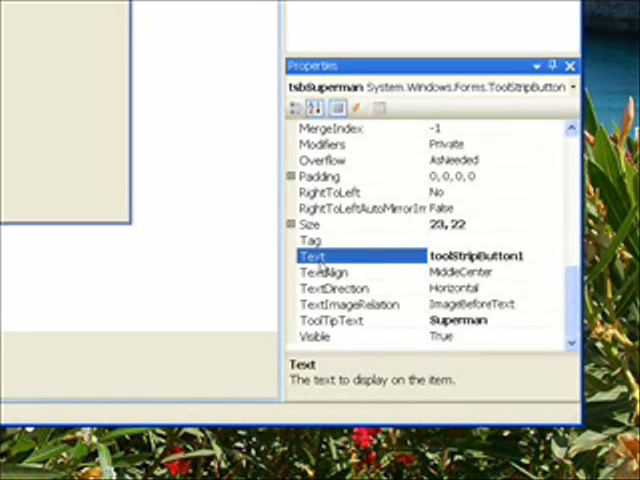 Properties
tsbSuperman System.Windows.Forms.ToolStripButton
MergeIndex -1
Modifiers Private
Overflow AsNeeded
Padding 0, 0, 0, 0
RightToLeft No
RightToLeftAutoMirrorIm False
Size 23, 22
Tag
Text toolStripButton1
TextAlign MiddleCenter
TextDirection Horizontal
TextImageRelation ImageBeforeText
ToolTipText Superman
Visible True
Text
The text to display on the item.